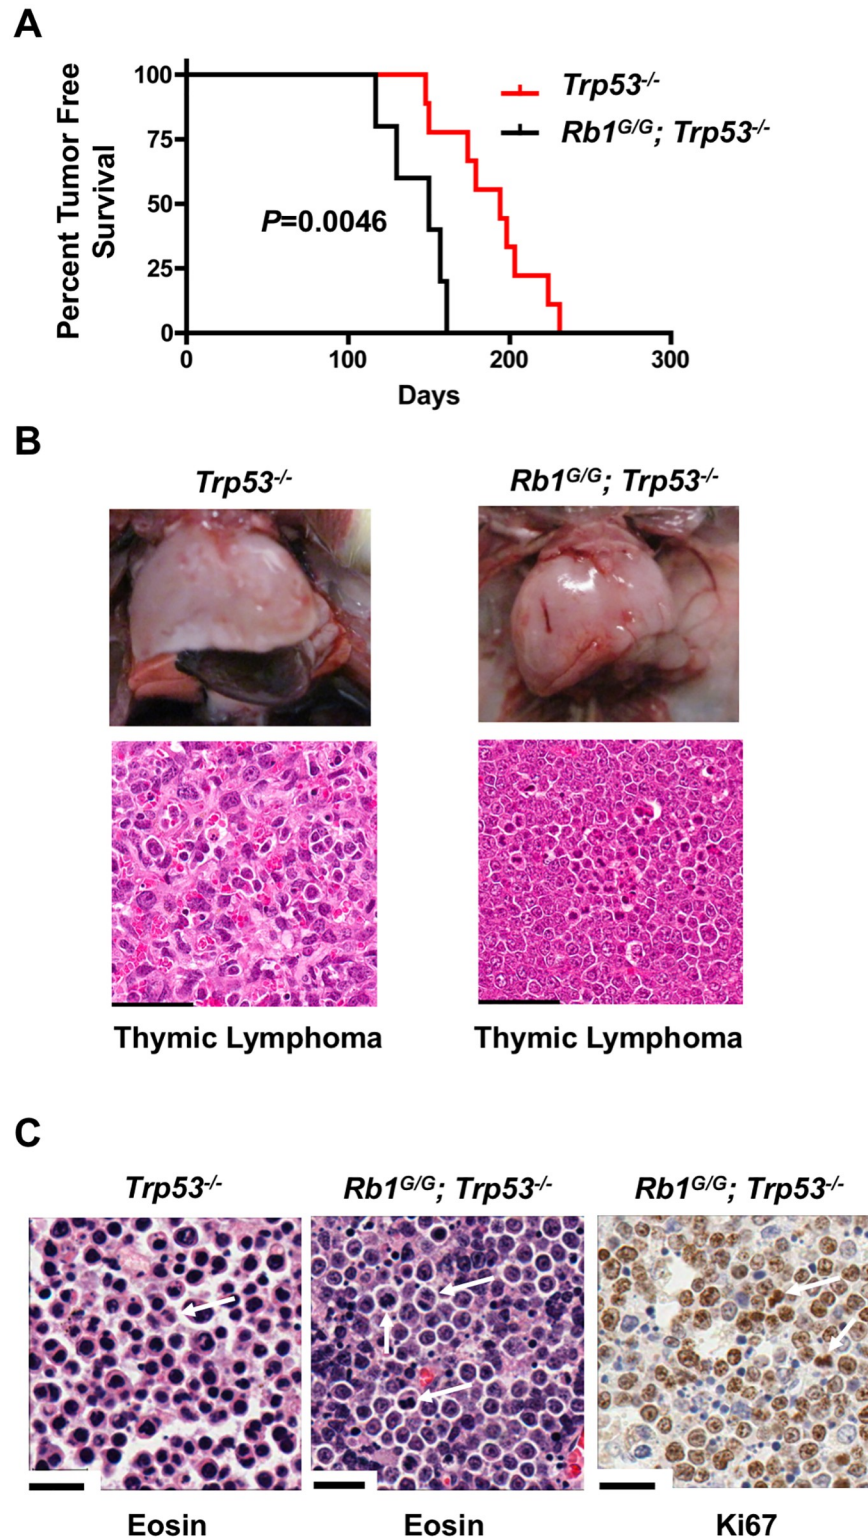 A
Percent Tumor Free
Survival
100
75
50
25
0
0
100
200
300
Days
P=0.0046
Trp53-/-
Rb1G/G; Trp53-/-
B
Trp53-/-
Rb1G/G; Trp53-/-
Thymic Lymphoma
Thymic Lymphoma
C
Trp53-/-
Rb1G/G; Trp53-/-
Rb1G/G; Trp53-/-
Eosin
Eosin
Ki67